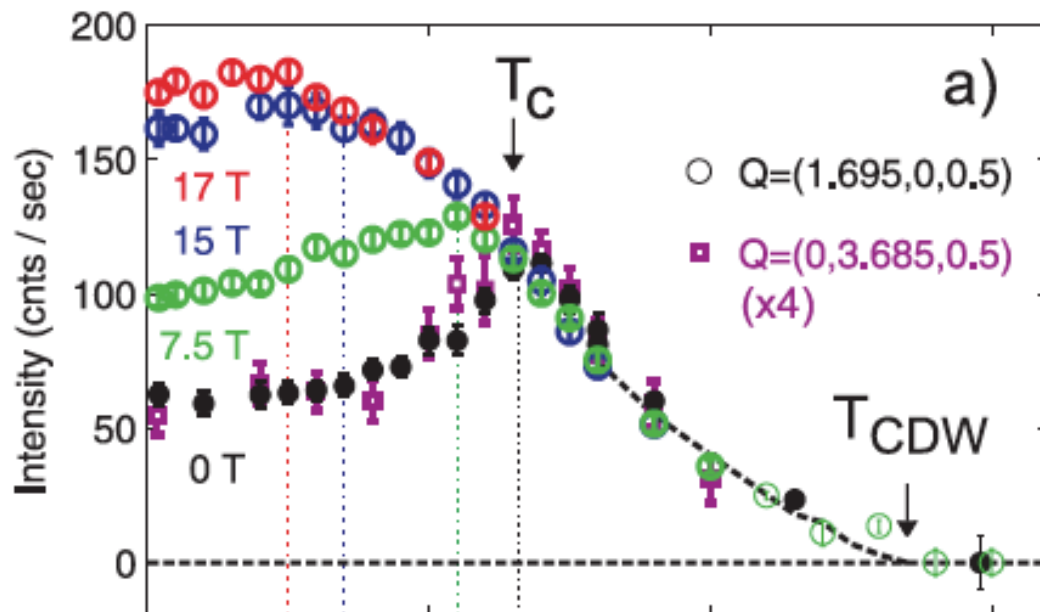 200
150
100
50
0
Intensity (cnts / sec)
T_C
a)
17 T
15 T
7.5 T
0 T
Q=(1.695,0,0.5)
Q=(0,3.685,0.5)
(x4)
T_CDW